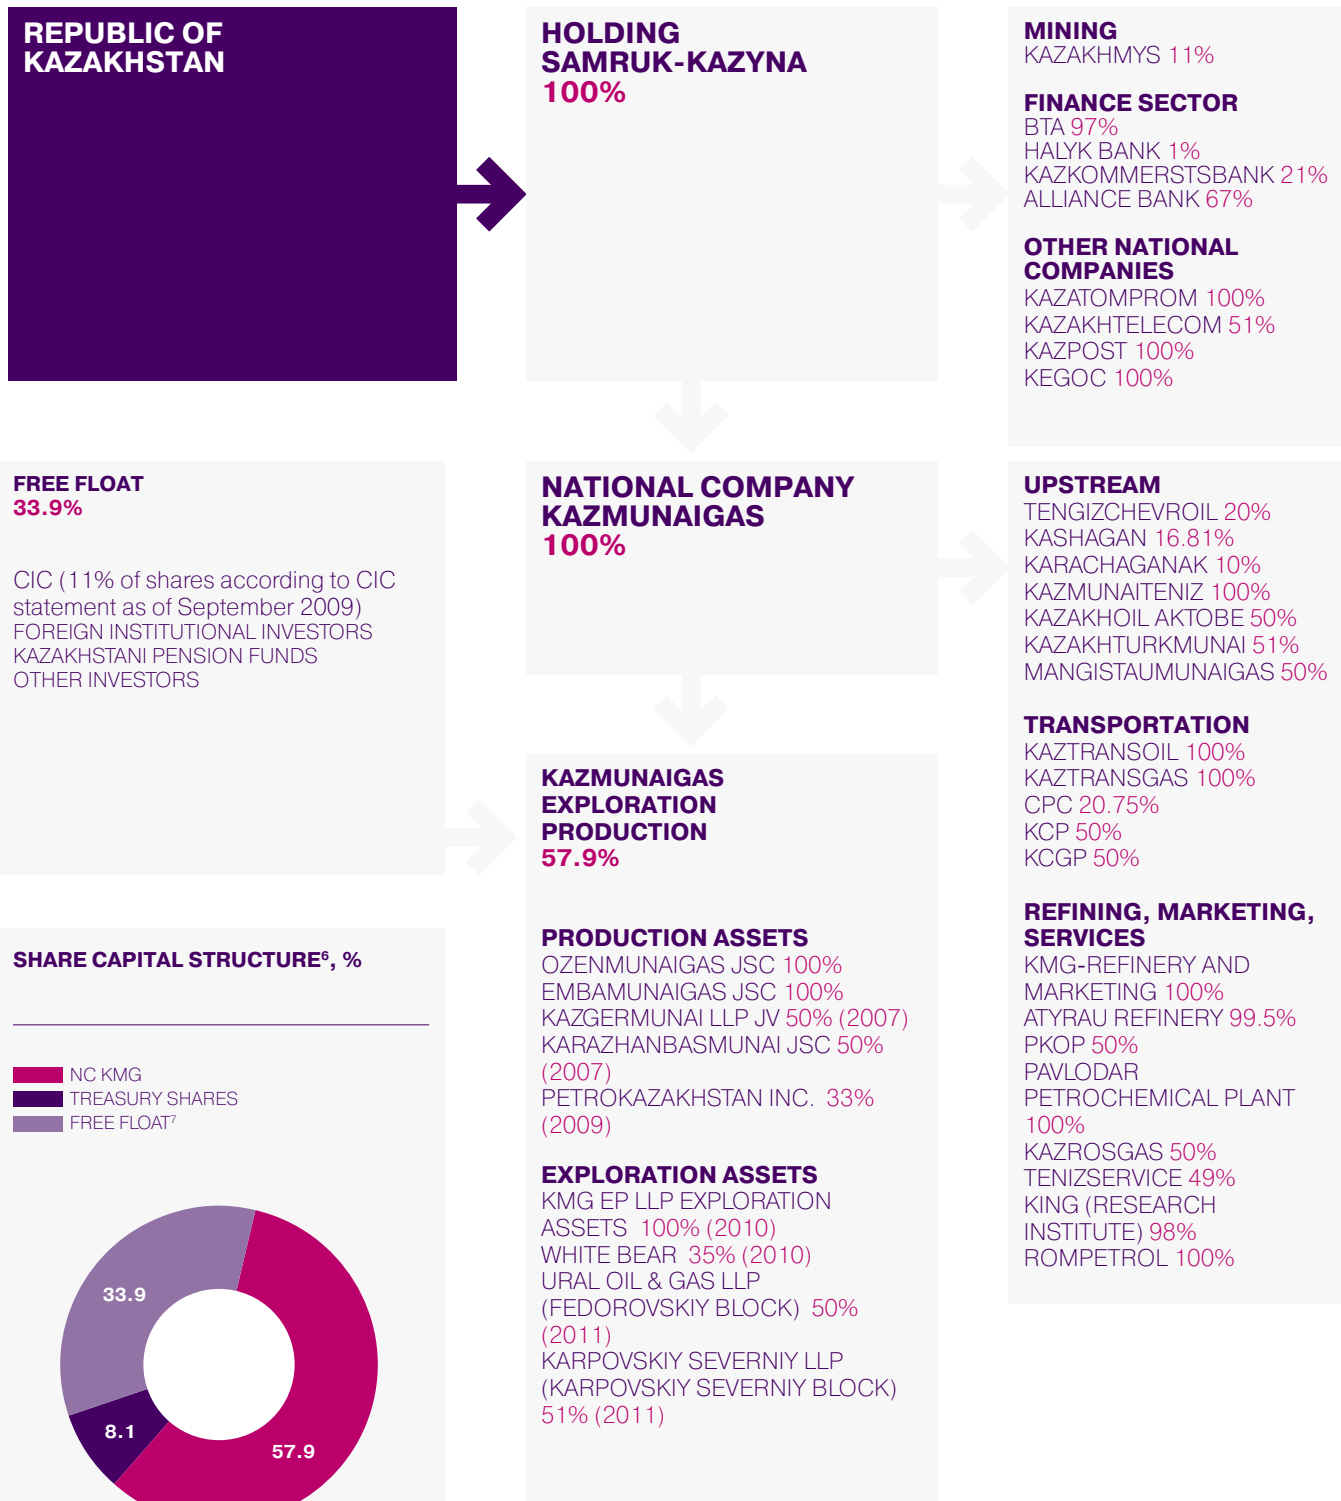 REPUBLIC OF
KAZAKHSTAN
HOLDING
SAMRUK-KAZYNA
100%
MINING
KAZAKHMYS 11%
FINANCE SECTOR
BTA 97%
HALYK BANK 1%
KAZKOMMERSTSBANK 21%
ALLIANCE BANK 67%
OTHER NATIONAL
COMPANIES
KAZATOMPROM 100%
KAZAKHTELECOM 51%
KAZPOST 100%
KEGOC 100%
FREE FLOAT
33.9%
CIC (11% of shares according to CIC
statement as of September 2009)
FOREIGN INSTITUTIONAL INVESTORS
KAZAKHSTANI PENSION FUNDS
OTHER INVESTORS
NATIONAL COMPANY
KAZMUNAIGAS
100%
UPSTREAM
TENGIZCHEVROIL 20%
KASHAGAN 16.81%
KARACHAGANAK 10%
KAZMUNAITENIZ 100%
KAZAKHOIL AKTOBE 50%
KAZAKHTURKMUNAI 51%
MANGISTAUMUNAIGAS 50%
TRANSPORTATION
KAZTRANSOIL 100%
KAZTRANSGAS 100%
CPC 20.75%
KCP 50%
KCGP 50%
REFINING, MARKETING,
SERVICES
KMG-REFINERY AND
MARKETING 100%
ATYRAU REFINERY 99.5%
PKOP 50%
PAVLODAR
PETROCHEMICAL PLANT
100%
KAZROSGAS 50%
TENIZSERVICE 49%
KING (RESEARCH
INSTITUTE) 98%
ROMPETROL 100%
KAZMUNAIGAS
EXPLORATION
PRODUCTION
57.9%
PRODUCTION ASSETS
OZENMUNAIGAS JSC 100%
EMBAMUNAIGAS JSC 100%
KAZGERMUNAI LLP JV 50% (2007)
KARAZHANBASMUNAI JSC 50%
(2007)
PETROKAZAKHSTAN INC. 33%
(2009)
EXPLORATION ASSETS
KMG EP LLP EXPLORATION
ASSETS 100% (2010)
WHITE BEAR 35% (2010)
URAL OIL & GAS LLP
(FEDOROVSKIY BLOCK) 50%
(2011)
KARPOVSKIY SEVERNIY LLP
(KARPOVSKIY SEVERNIY BLOCK)
51% (2011)
SHARE CAPITAL STRUCTURE⁶, %
NC KMG
TREASURY SHARES
FREE FLOAT⁷
33.9
8.1
57.9